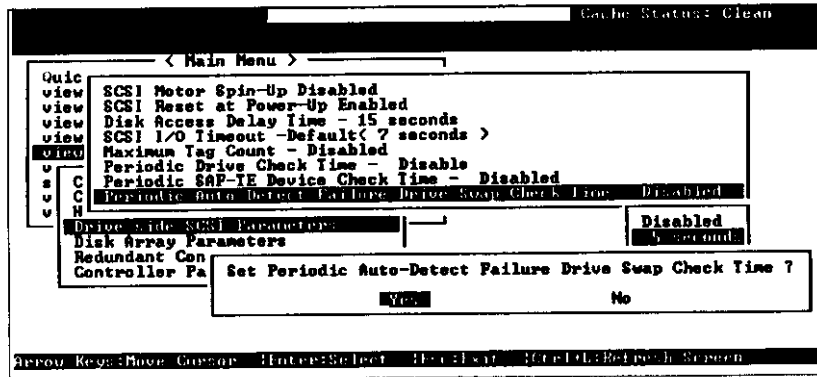 Cache Status: Clean
< Main Menu >
Quic
view
view
view
view
view
v
s C
v C
v H
SCSI Motor Spin-Up Disabled
SCSI Reset at Power-Up Enabled
Disk Access Delay Time - 15 seconds
SCSI I/O Timeout -Default( 7 seconds )
Maximum Tag Count - Disabled
Periodic Drive Check Time - Disable
Periodic SAF-TE Device Check Time - Disabled
Periodic Auto-Detect Failure Drive Swap Check Time Disabled
Drive-side SCSI Parameters
Disk Array Parameters
Redundant Con
Controller Pa
Disabled
5 second
Set Periodic Auto-Detect Failure Drive Swap Check Time ?
Yes No
Arrow Keys:Move Cursor |Enter:Select |Esc:Exit |Ctrl+L:Refresh Screen